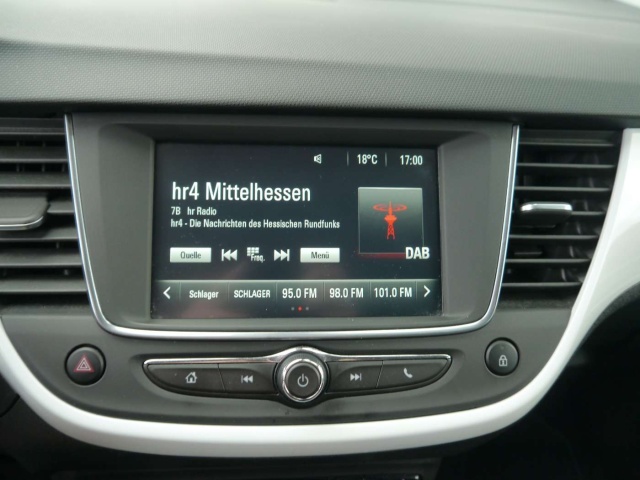 18°C 17:00
hr4 Mittelhessen
7B hr Radio
hr4 - Die Nachrichten des Hessischen Rundfunks
DAB
Quelle Freq. Menü
Schlager SCHLAGER 95.0 FM 98.0 FM 101.0 FM